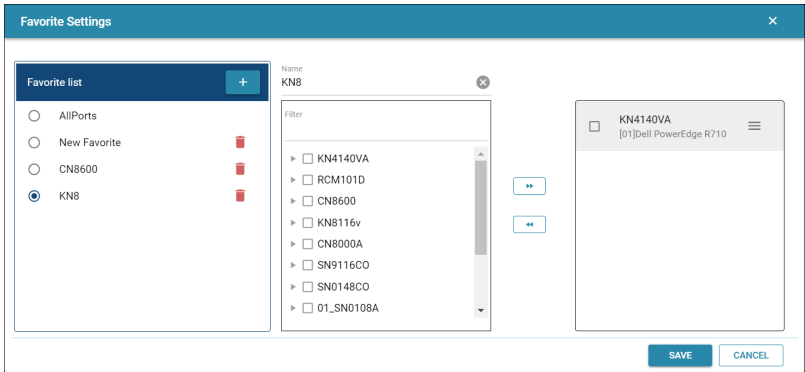 Favorite Settings
Favorite list
AllPorts
New Favorite
CN8600
KN8
Name
KN8
Filter
KN4140VA
RCM101D
CN8600
KN8116v
CN8000A
SN9116CO
SN0148CO
01_SN0108A
KN4140VA
[01]Dell PowerEdge R710
SAVE
CANCEL